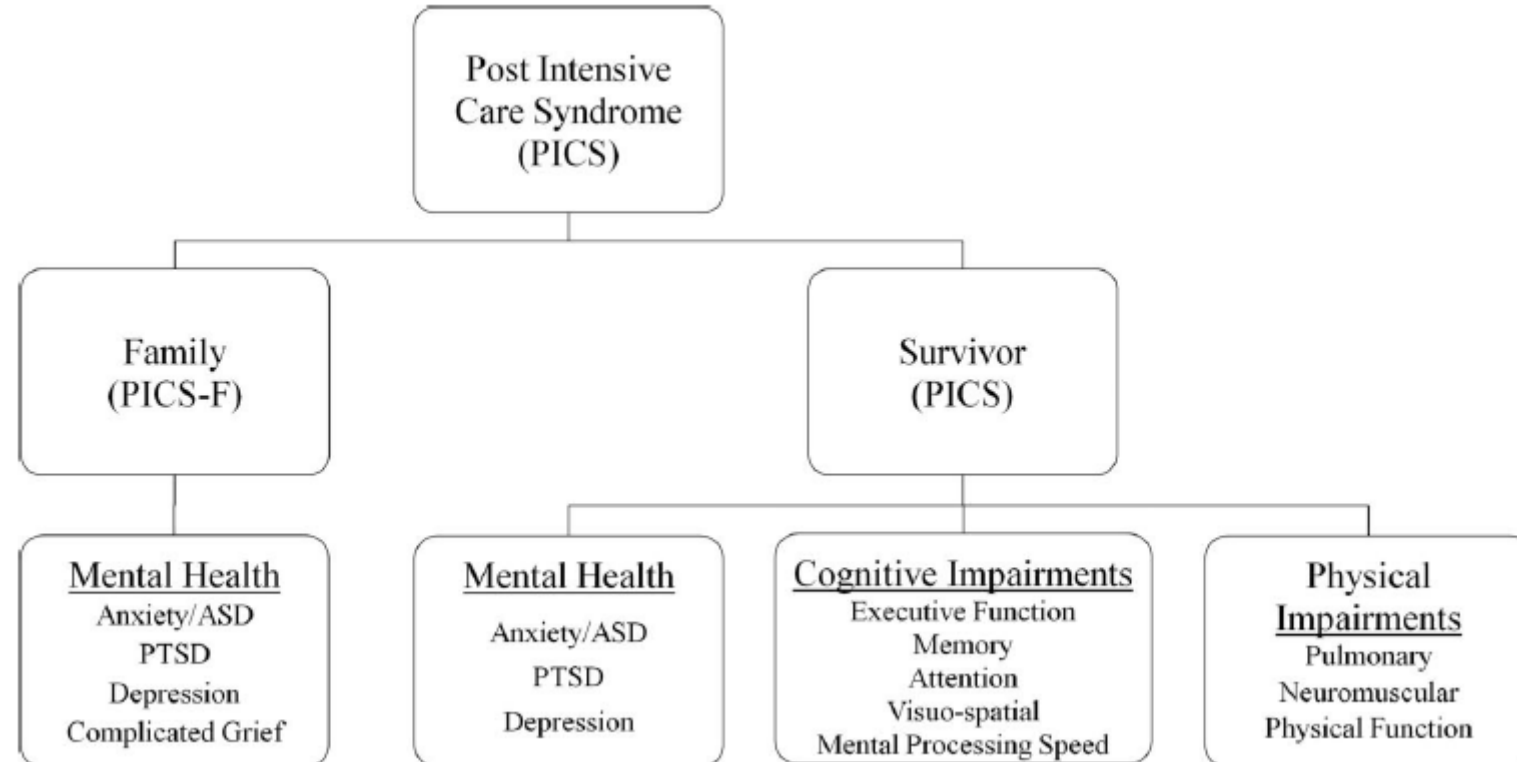 Post Intensive
Care Syndrome
(PICS)
Family
(PICS-F)
Survivor
(PICS)
Mental Health
Anxiety/ASD
PTSD
Depression
Complicated Grief
Mental Health
Anxiety/ASD
PTSD
Depression
Cognitive Impairments
Executive Function
Memory
Attention
Visuo-spatial
Mental Processing Speed
Physical
Impairments
Pulmonary
Neuromuscular
Physical Function